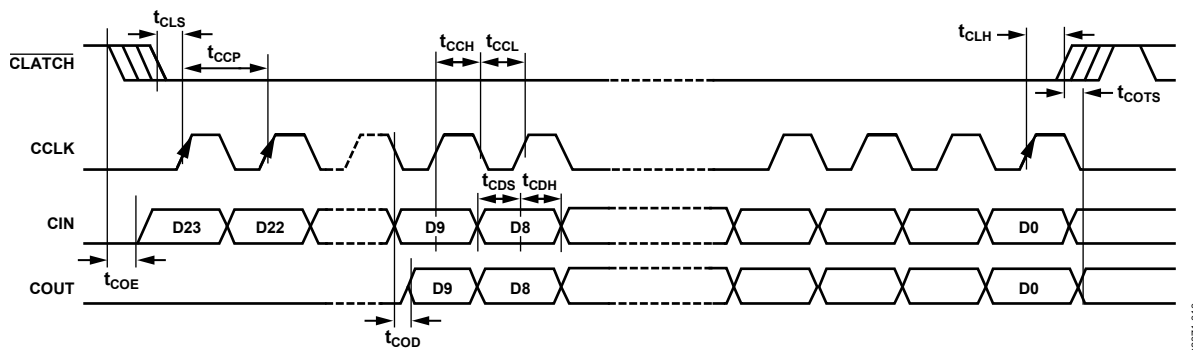 tCLS
tCCP
tCCH
tCCL
tCLH
CLATCH
tCOTS
CCLK
tCDS
tCDH
CIN
D23
D22
D9
D8
D0
tCOE
COUT
D9
D8
D0
tCOD